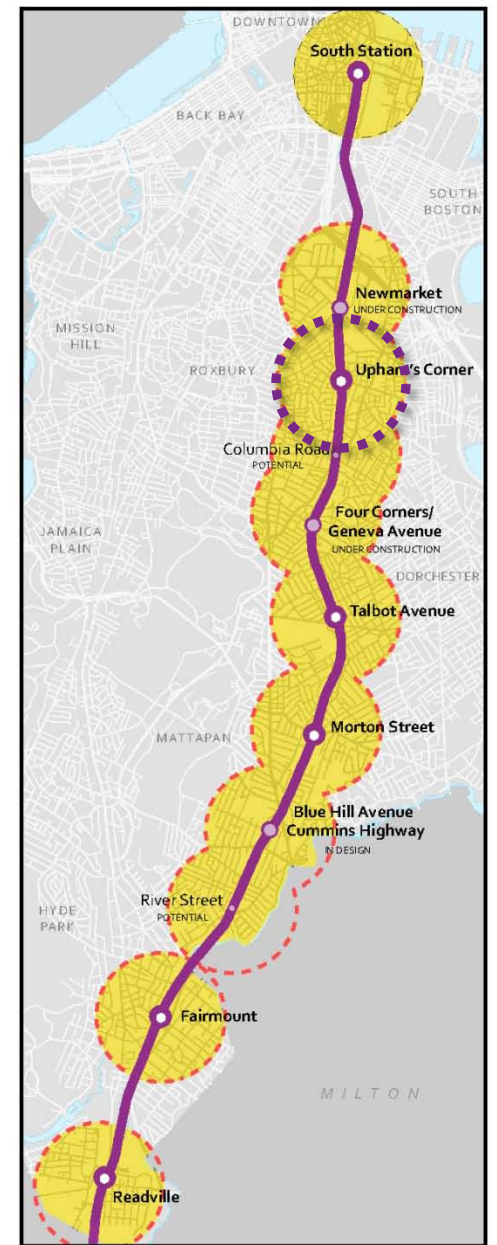 DOWNTOWN
South Station
BACK BAY
SOUTH
BOSTON
Newmarket
UNDER CONSTRUCTION
MISSION
HILL
ROXBURY
Upham's Corner
Columbia Road
POTENTIAL
Four Corners/
Geneva Avenue
UNDER CONSTRUCTION
JAMAICA
PLAIN
DORCHESTER
Talbot Avenue
Morton Street
MATTAPAN
Blue Hill Avenue
Cummins Highway
IN DESIGN
River Street
POTENTIAL
HYDE
PARK
Fairmount
MILTON
Readville